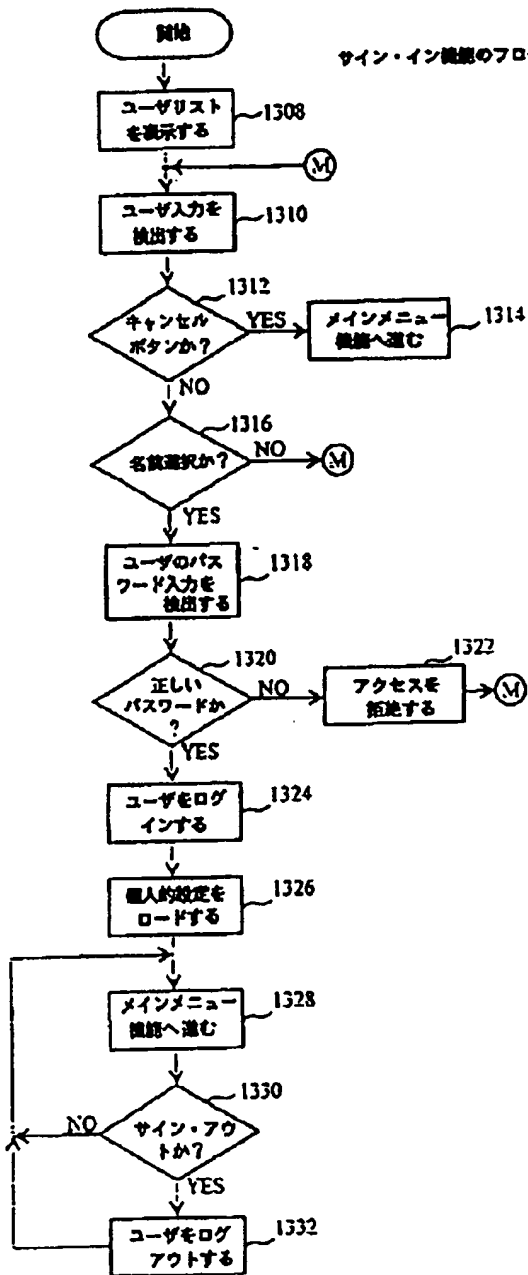 開始
サイン・イン機能のフロー
ユーザリスト
を表示する
1308
M
ユーザ入力を
検出する
1310
1312
キャンセル
ボタンか?
YES
メインメニュー
機能へ進む
1314
NO
1316
名前選択か?
NO
M
YES
ユーザのパス
ワード入力を
検出する
1318
1320
正しい
パスワードか
?
NO
1322
アクセスを
拒絶する
M
YES
ユーザをログ
インする
1324
個人的設定を
ロードする
1326
メインメニュー
機能へ進む
1328
1330
NO
サイン・アウ
トか?
YES
ユーザをログ
アウトする
1332